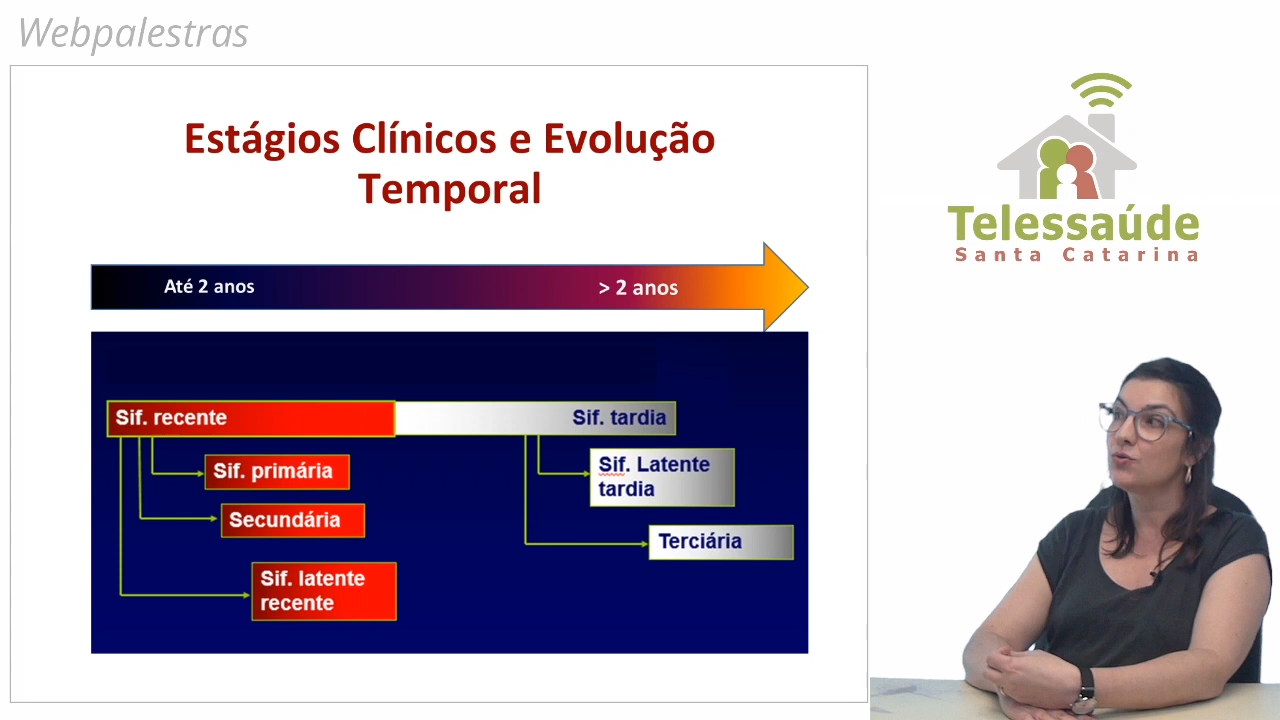 Webpalestras
Estágios Clínicos e Evolução
Temporal
Até 2 anos
> 2 anos
Sif. recente
Sif. tardia
Sif. primária
Sif. Latente
tardia
Secundária
Terciária
Sif. latente
recente
Telessaúde
Santa Catarina